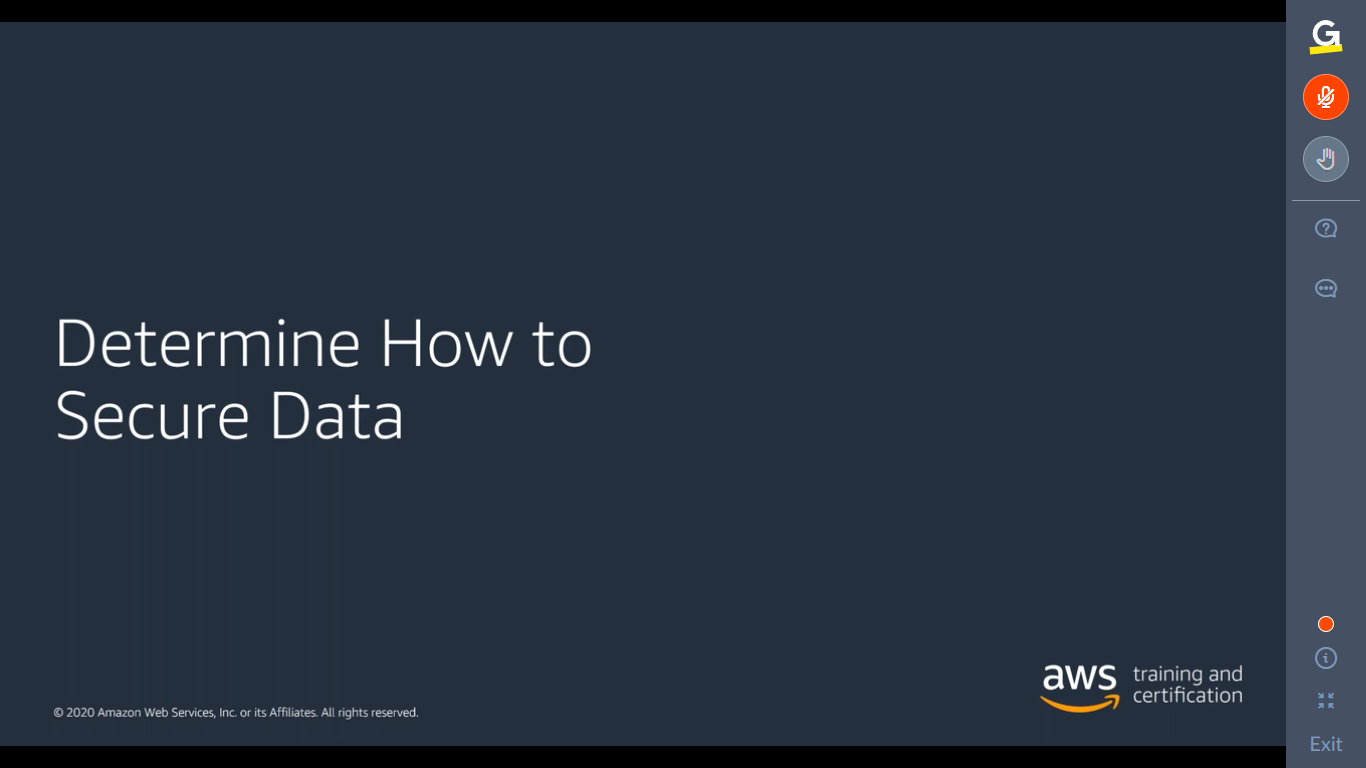 Determine How to
Secure Data
© 2020 Amazon Web Services, Inc. or its Affiliates. All rights reserved.
aws training and
certification
G
Exit